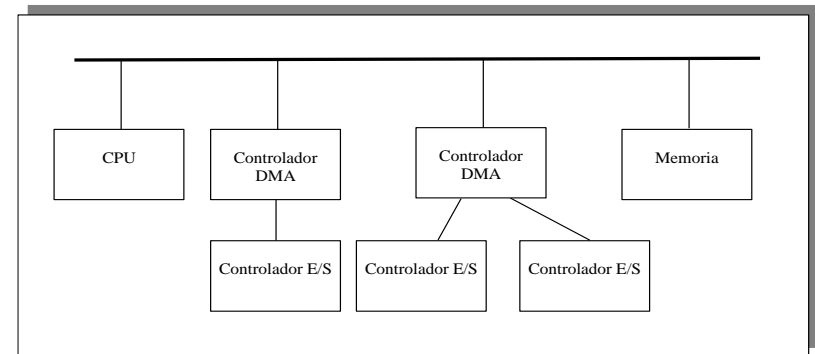 CPU
Controlador
DMA
Controlador
DMA
Memoria
Controlador E/S
Controlador E/S
Controlador E/S